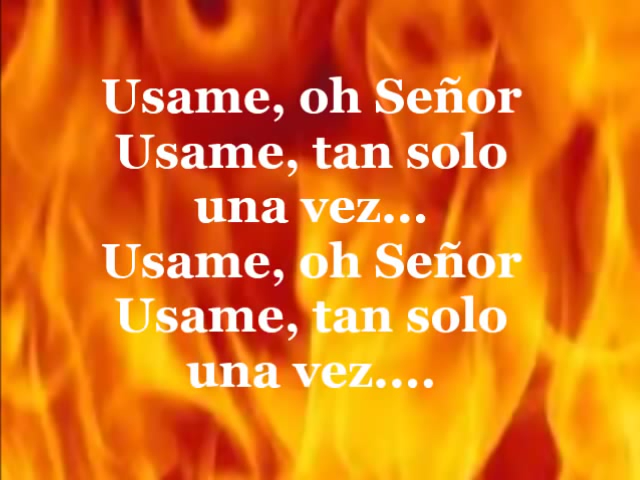 Usame, oh Señor
Usame, tan solo
una vez...
Usame, oh Señor
Usame, tan solo
una vez....